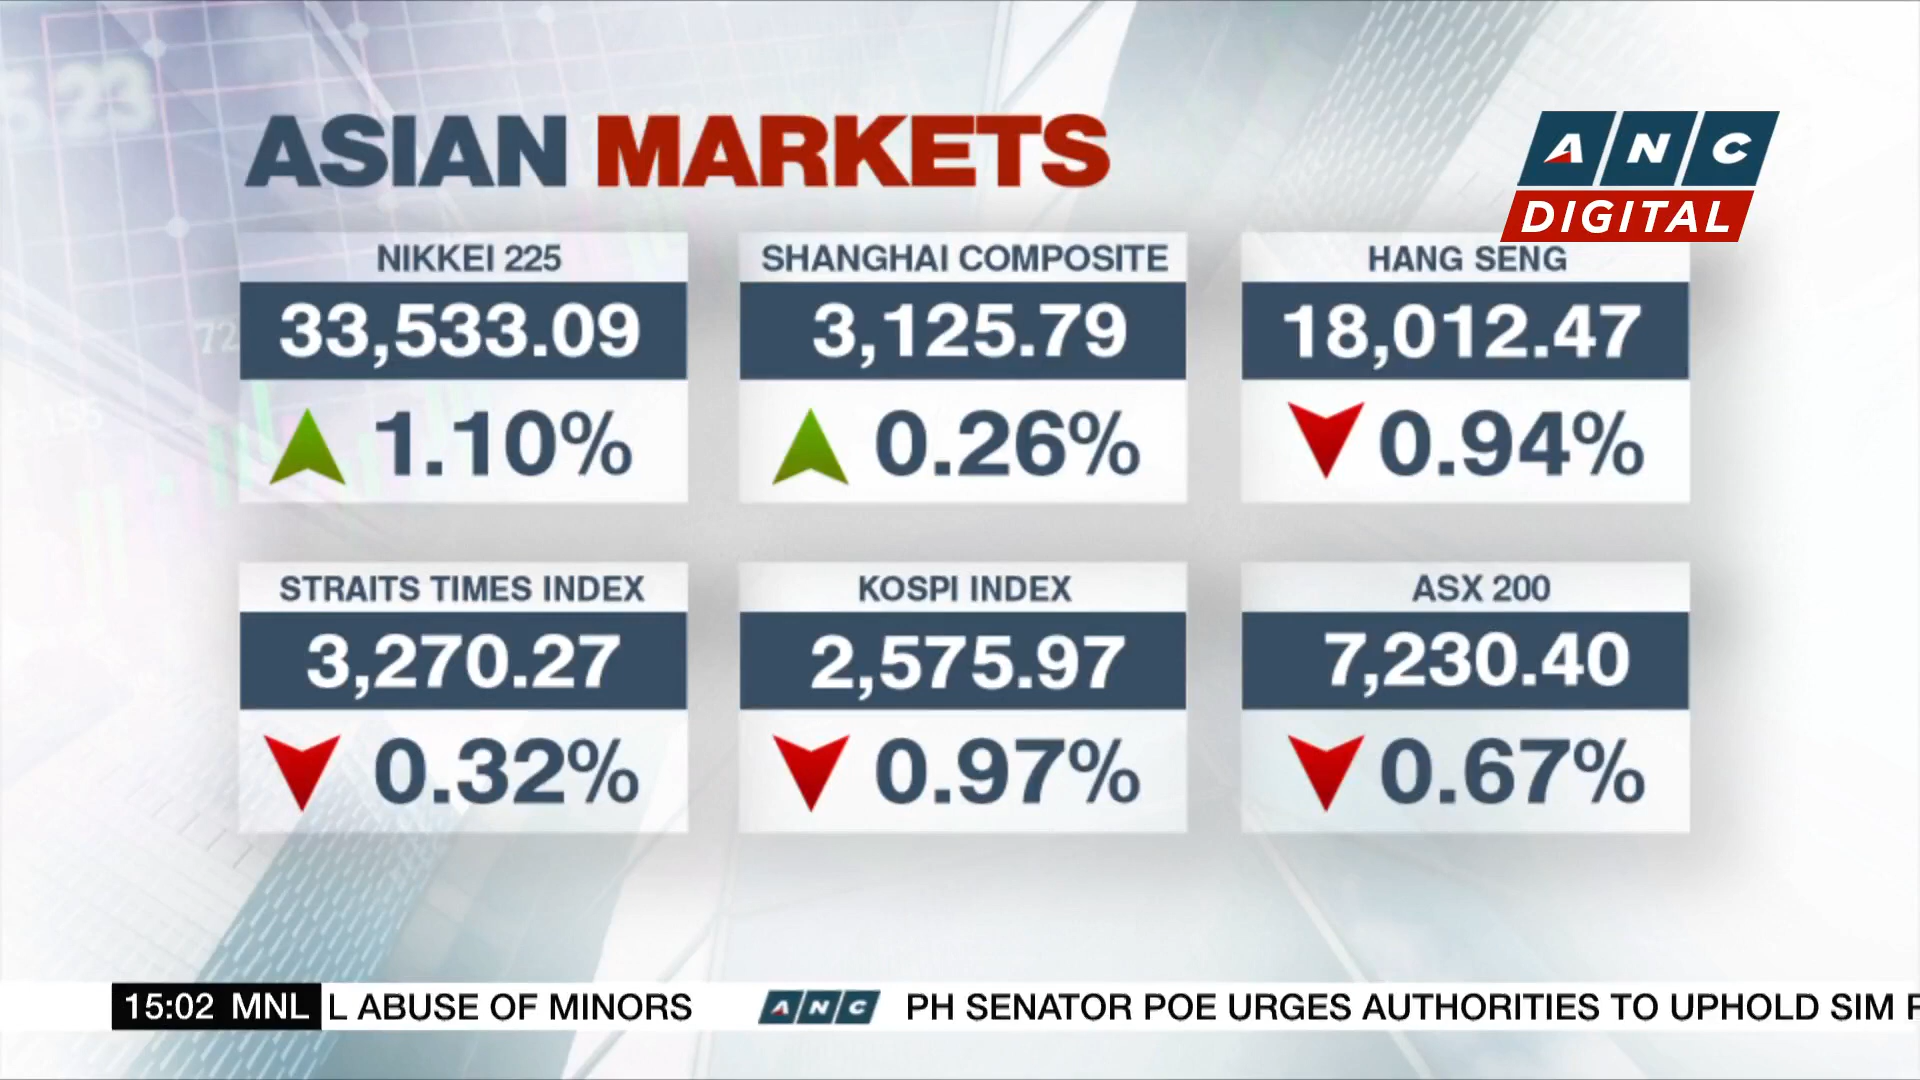 ASIAN MARKETS
ANC
DIGITAL
NIKKEI 225
33,533.09
1.10%
SHANGHAI COMPOSITE
3,125.79
0.26%
HANG SENG
18,012.47
0.94%
STRAITS TIMES INDEX
3,270.27
0.32%
KOSPI INDEX
2,575.97
0.97%
ASX 200
7,230.40
0.67%
15:02 MNL L ABUSE OF MINORS ANC PH SENATOR POE URGES AUTHORITIES TO UPHOLD SIM